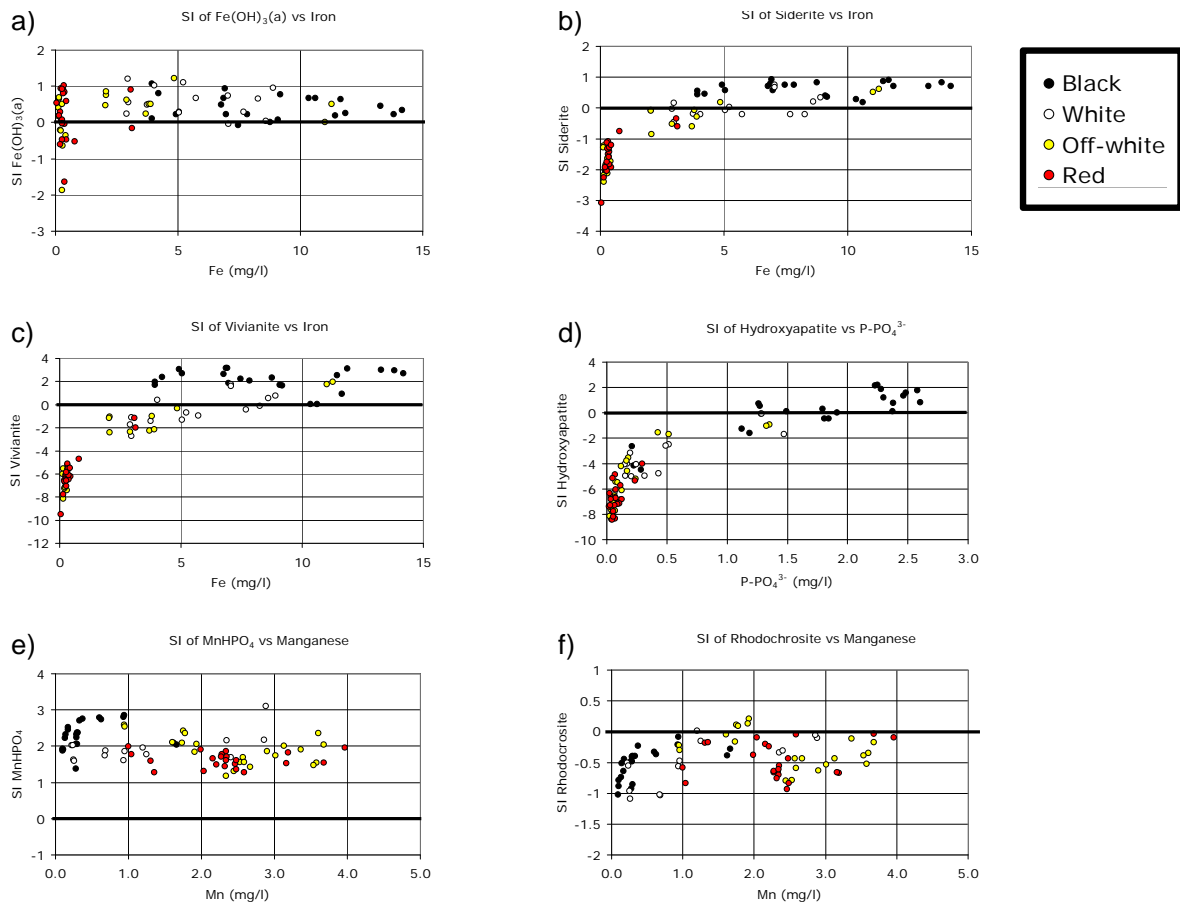 a)
SI of Fe(OH)₃(a) vs Iron
2
1
0
-1
-2
-3
SI Fe(OH)₃(a)
0 5 10 15
Fe (mg/l)
b)
SI of Siderite vs Iron
2
1
0
-1
-2
-3
-4
SI Siderite
0 5 10 15
Fe (mg/l)
Black
White
Off-white
Red
c)
SI of Vivianite vs Iron
4
2
0
-2
-4
-6
-8
-10
-12
SI Vivianite
0 5 10 15
Fe (mg/l)
d)
SI of Hydroxyapatite vs P-PO₄³⁻
4
2
0
-2
-4
-6
-8
-10
SI Hydroxyapatite
0.0 0.5 1.0 1.5 2.0 2.5 3.0
P-PO₄³⁻ (mg/l)
e)
SI of MnHPO₄ vs Manganese
4
3
2
1
0
-1
SI MnHPO₄
0.0 1.0 2.0 3.0 4.0 5.0
Mn (mg/l)
f)
SI of Rhodochrosite vs Manganese
1
0.5
0
-0.5
-1
-1.5
-2
SI Rhodocrosite
0.0 1.0 2.0 3.0 4.0 5.0
Mn (mg/l)